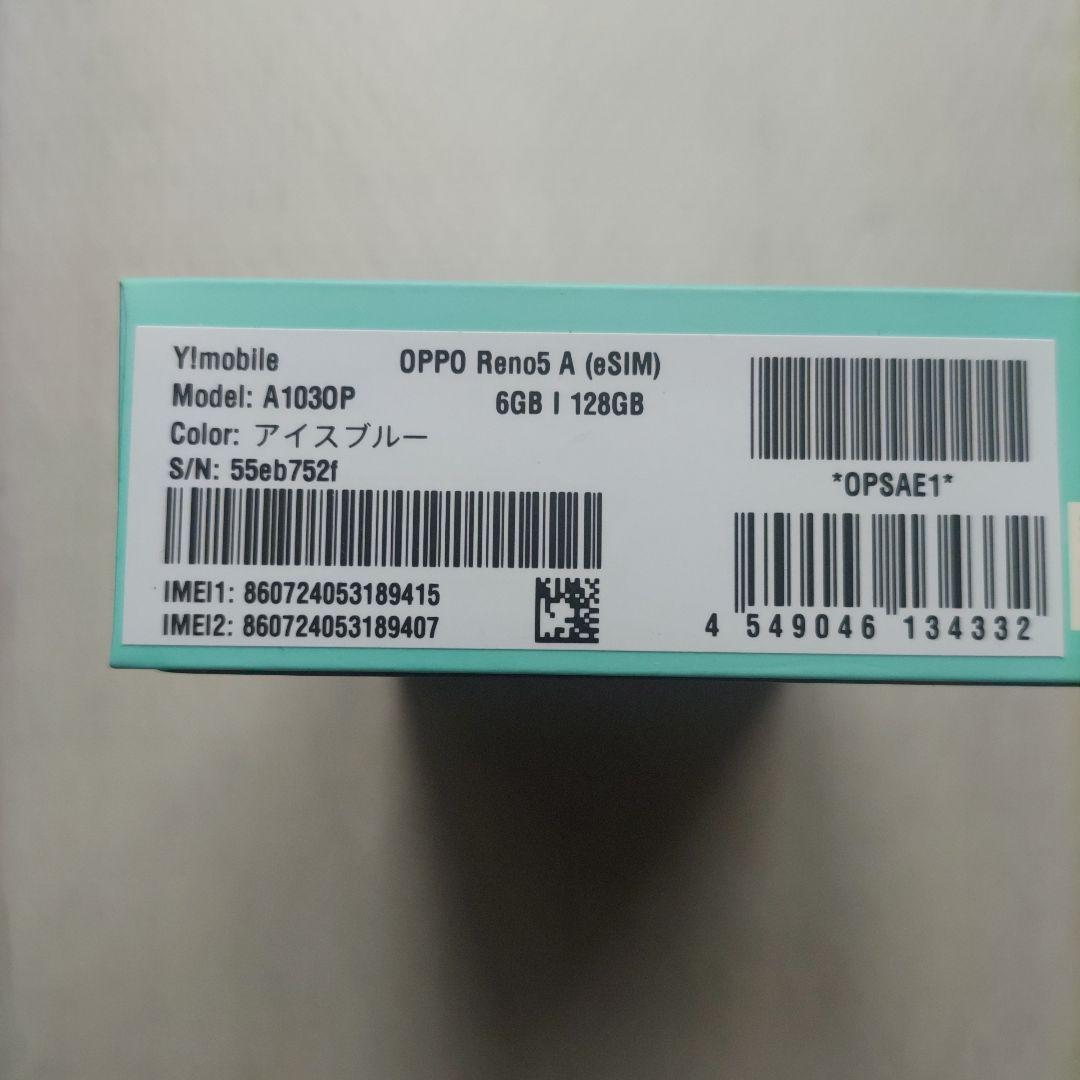 Y!mobile
OPPO Reno5 A (eSIM)
Model: A103OP
6GB | 128GB
Color: アイスブルー
S/N: 55eb752f
IMEI1: 860724053189415
IMEI2: 860724053189407
*OPSAE1*
4 549046 134332